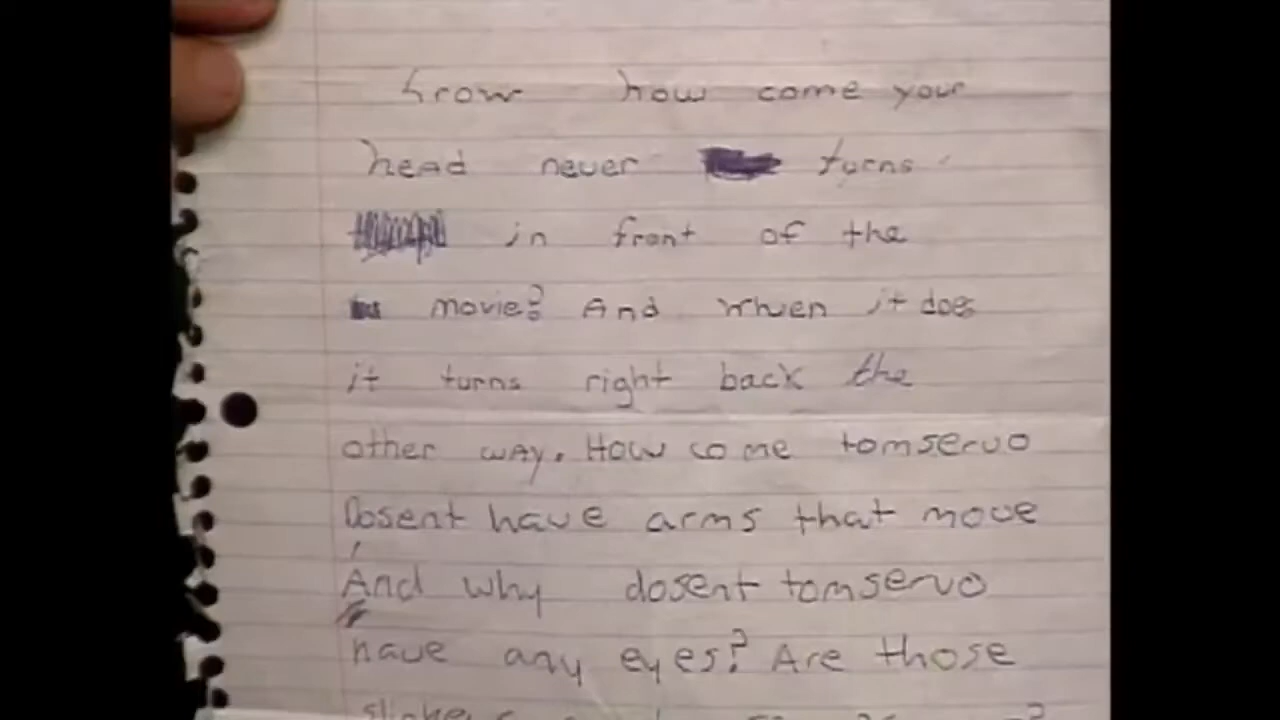 how come your
head never turns
in front of the
movie? And when it does
it turns right back the
other way. How come tomservo
Dosent have arms that move
And why dosent tomservo
have any eyes? Are those